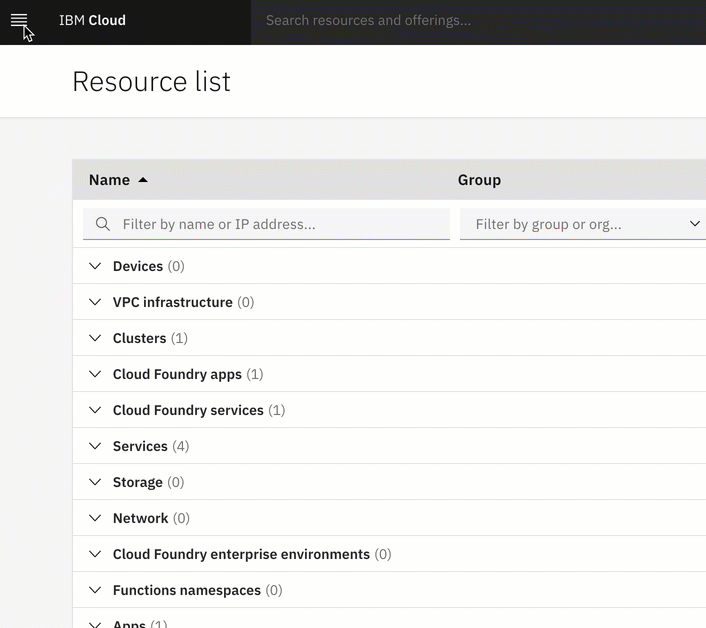 IBM Cloud Search resources and offerings...
Resource list
Name Group
Filter by name or IP address... Filter by group or org...
Devices (0)
VPC infrastructure (0)
Clusters (1)
Cloud Foundry apps (1)
Cloud Foundry services (1)
Services (4)
Storage (0)
Network (0)
Cloud Foundry enterprise environments (0)
Functions namespaces (0)
Apps (1)